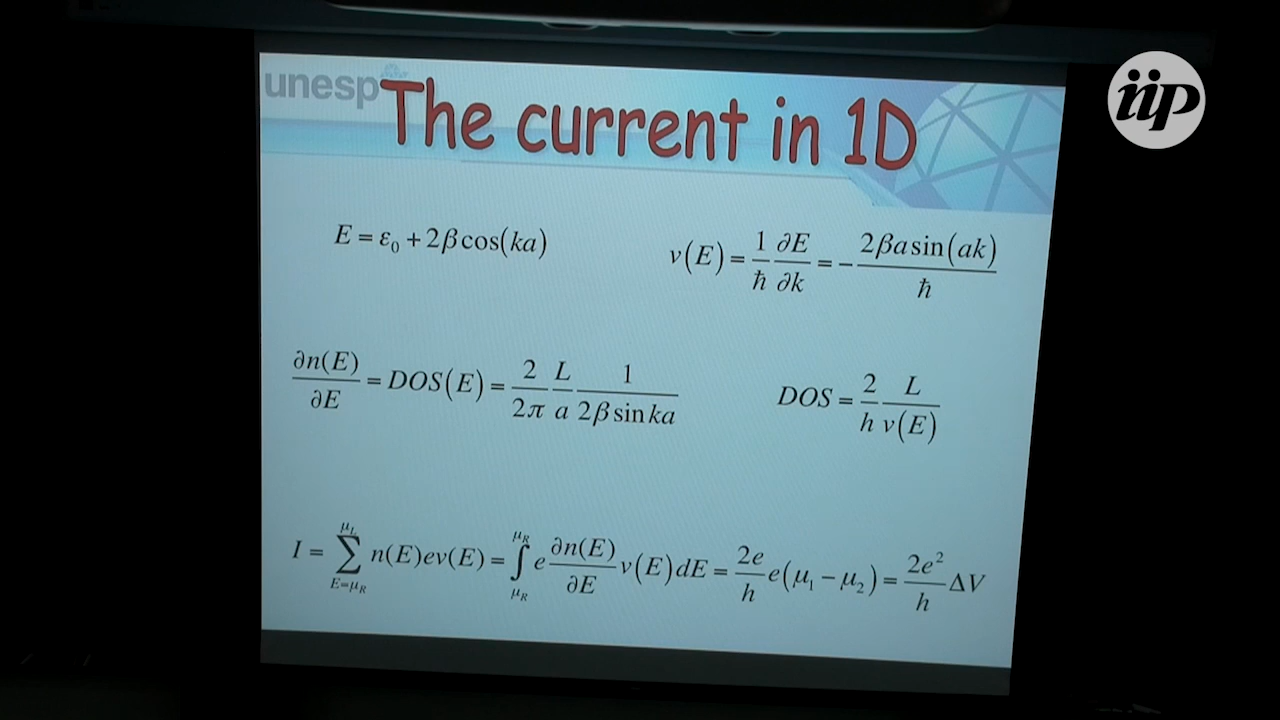 unesp
iip
The current in 1D
E = ε₀ + 2β cos(ka)
v(E) = 1/ħ ∂E/∂k = − 2βa sin(ak)/ħ
∂n(E)/∂E = DOS(E) = 2/2π L/a 1/2β sin ka
DOS = 2/h L/v(E)
I = ∑_{E=μ_R}^{μ_L} n(E)ev(E) = ∫_{μ_R}^{μ_R} e ∂n(E)/∂E v(E)dE = 2e/h e(μ₁ − μ₂) = 2e²/h ΔV